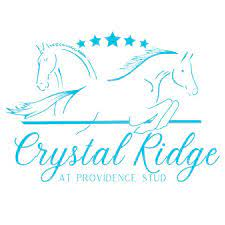 Crystal Ridge
AT PROVIDENCE STUD